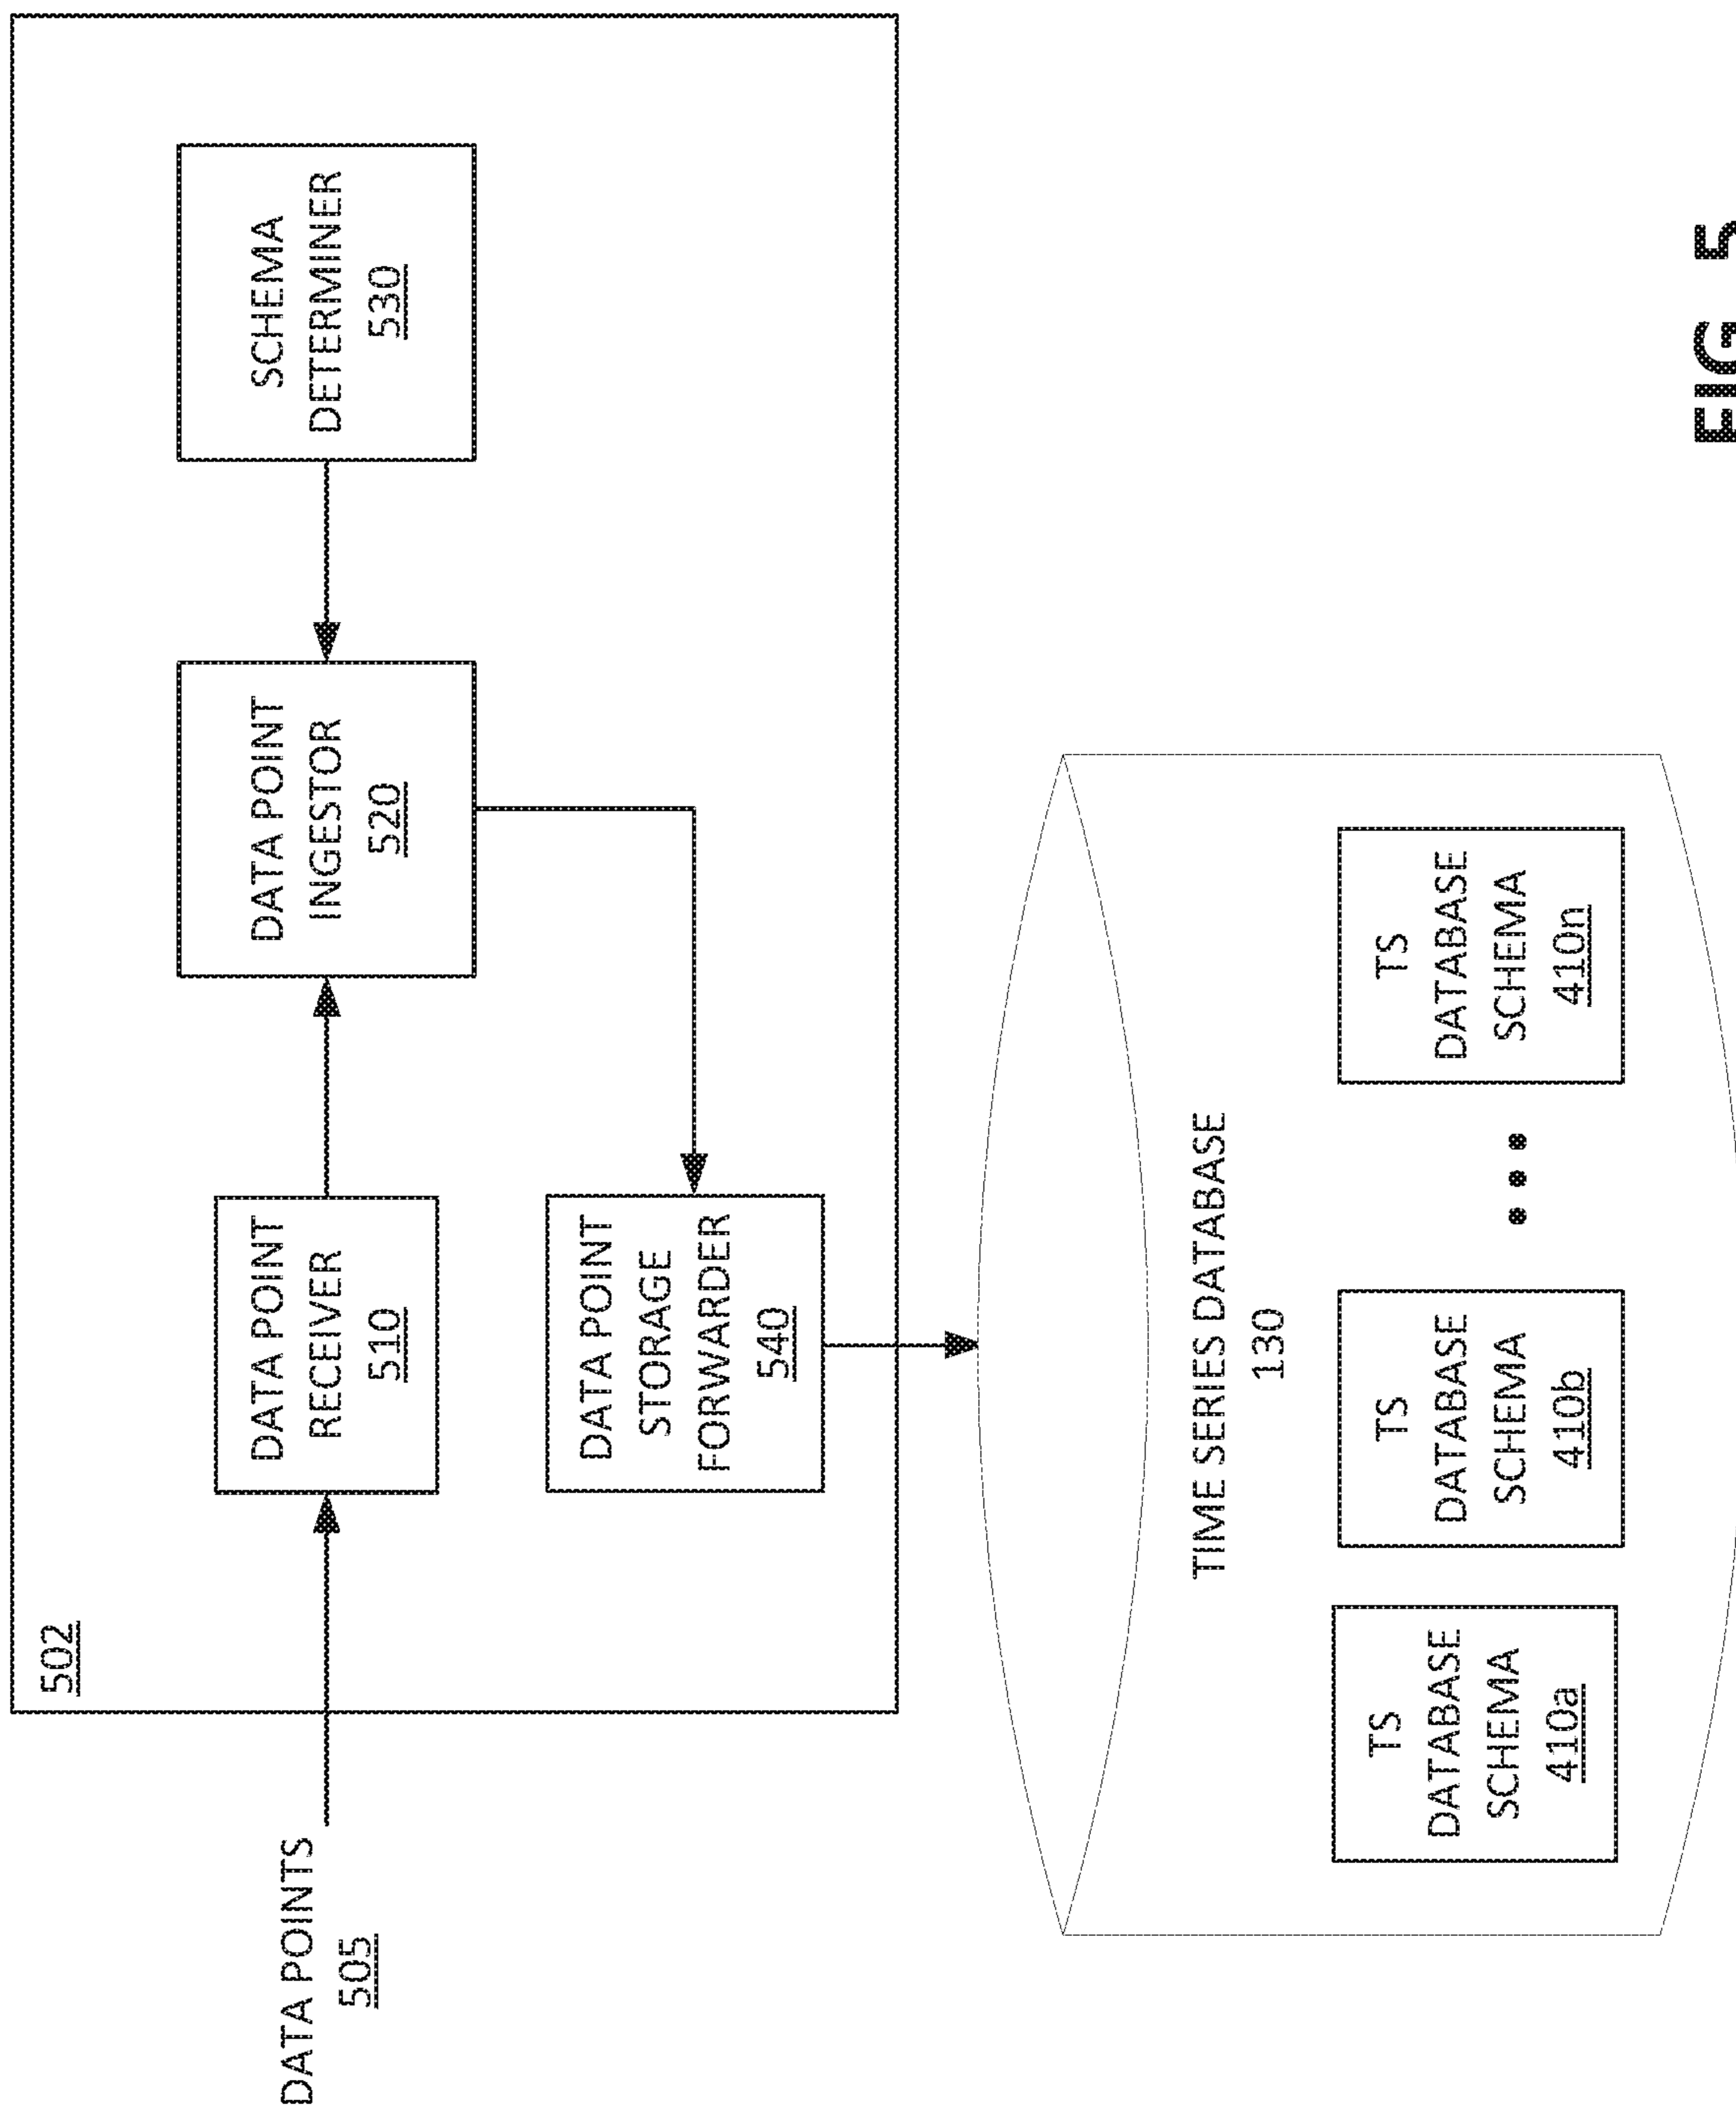 502
DATA POINTS
505
DATA POINT
RECEIVER
510
DATA POINT
INGESTOR
520
SCHEMA
DETERMINER
530
DATA POINT
STORAGE
FORWARDER
540
TIME SERIES DATABASE
130
TS
DATABASE
SCHEMA
410a
TS
DATABASE
SCHEMA
410b
TS
DATABASE
SCHEMA
410n
FIG. 5